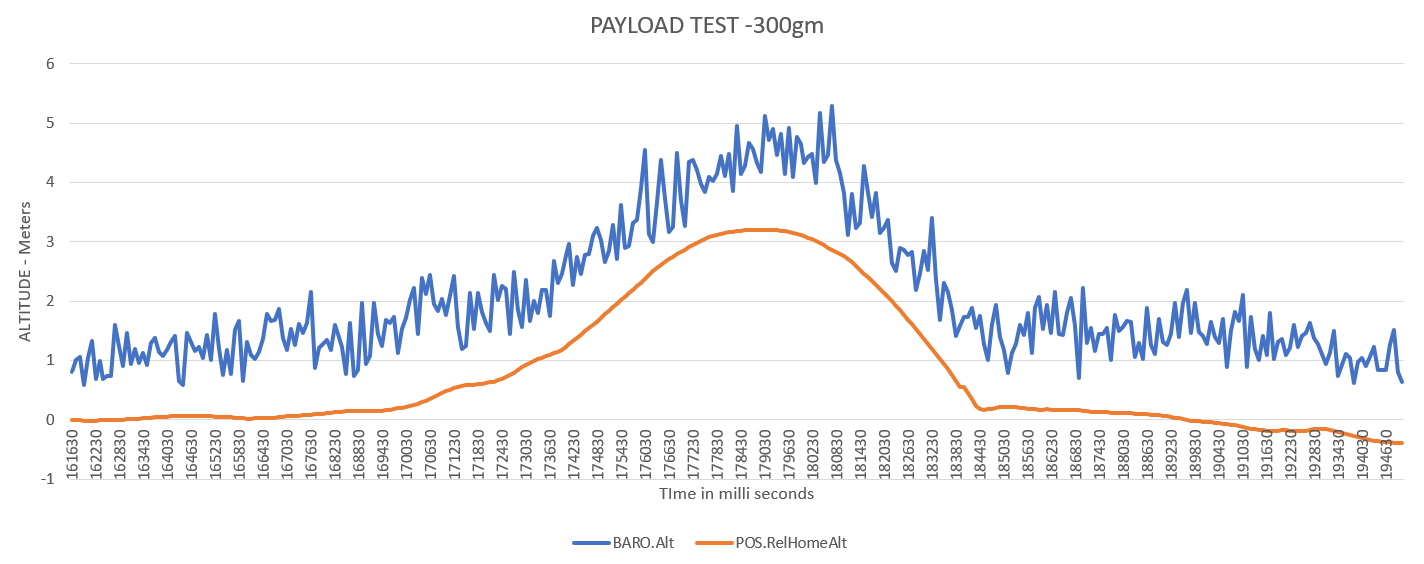 PAYLOAD TEST -300gm
6
5
4
3
2
1
0
-1
ALTITUDE - Meters
161630 162230 162830 163430 164030 164630 165230 165830 166430 167030 167630 168230 168830 169430 170030 170630 171230 171830 172430 173030 173630 174230 174830 175430 176030 176630 177230 177830 178430 179030 179630 180230 180830 181430 182030 182630 183230 183830 184430 185030 185630 186230 186830 187430 188030 188630 189230 189830 190430 191030 191630 192230 192830 193430 194030 194630
TIme in milli seconds
BARO.Alt POS.RelHomeAlt